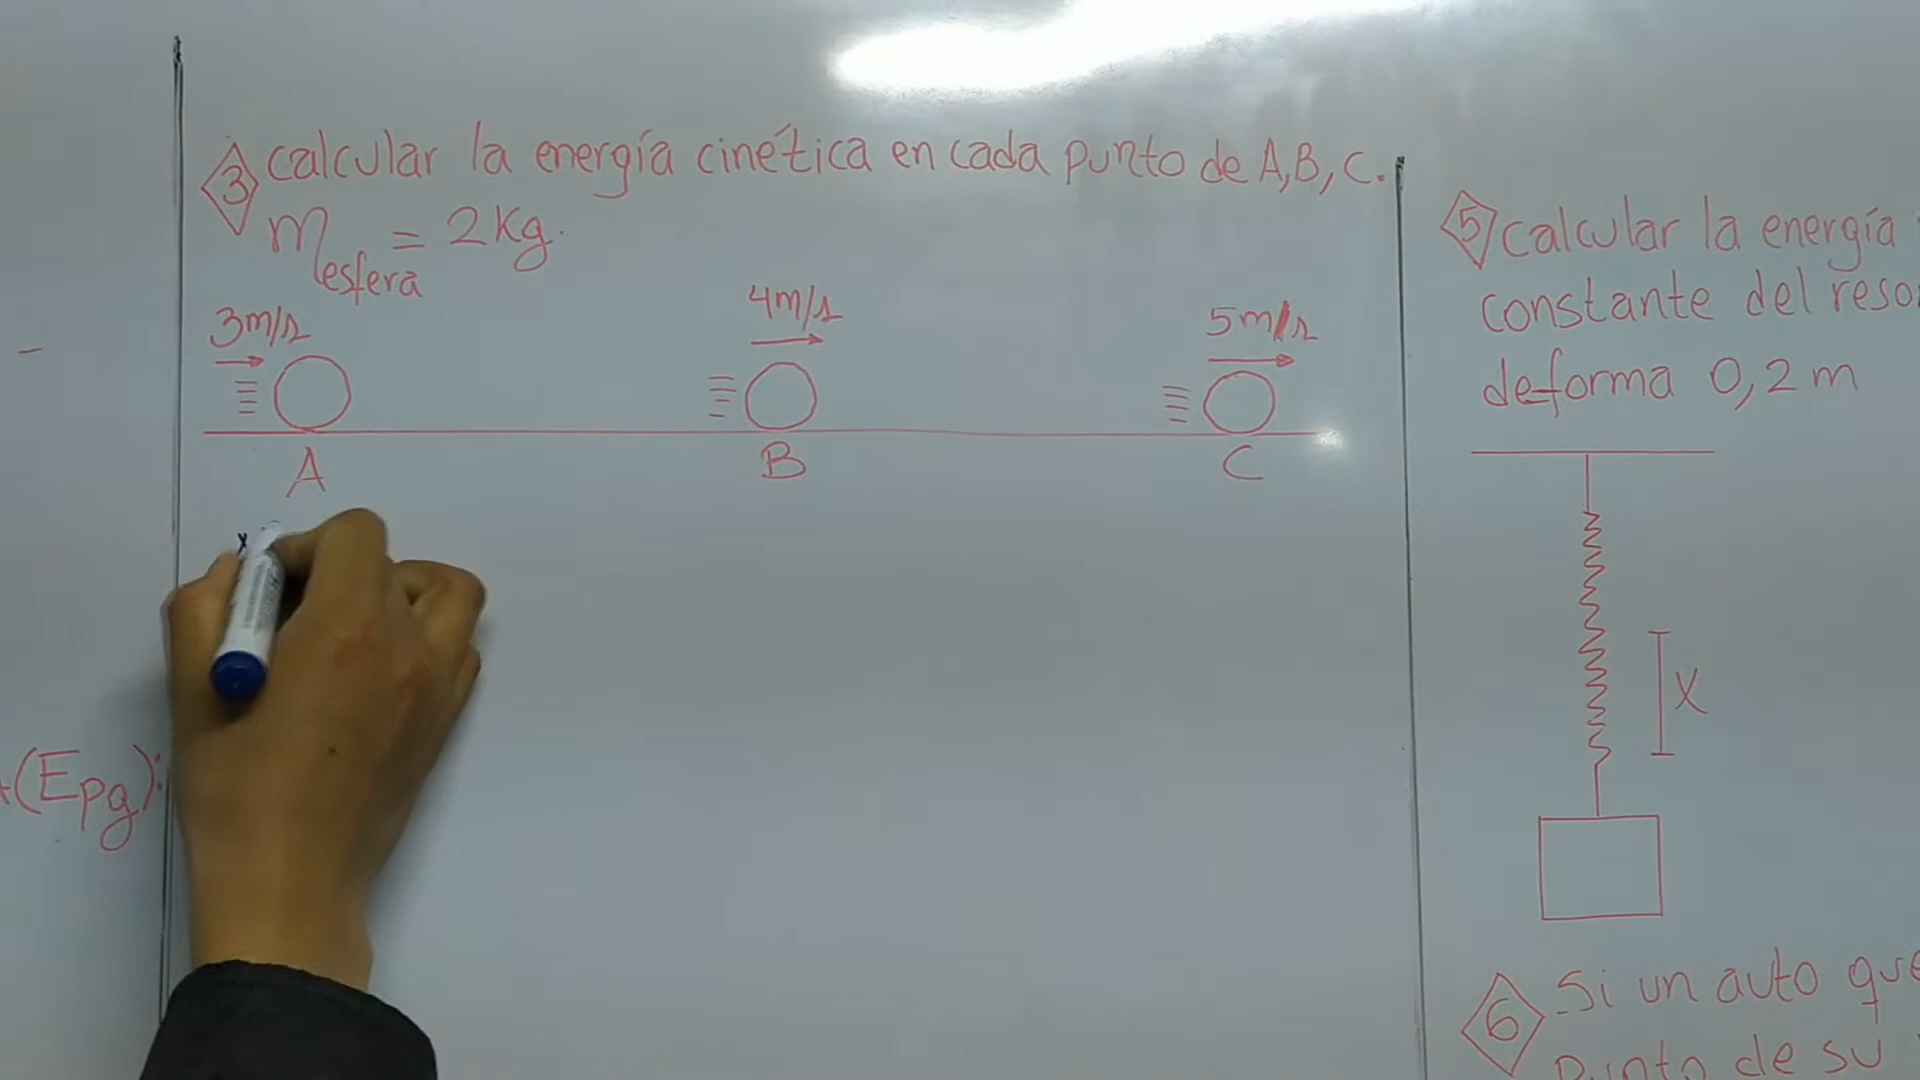 3 calcular la energía cinética en cada punto de A, B, C.
m esfera = 2Kg.
3m/s
4m/s
5m/s
A
B
C
(Epg):
5 calcular la energía
constante del
deforma 0,2 m
X
6 Si un auto
punto de su